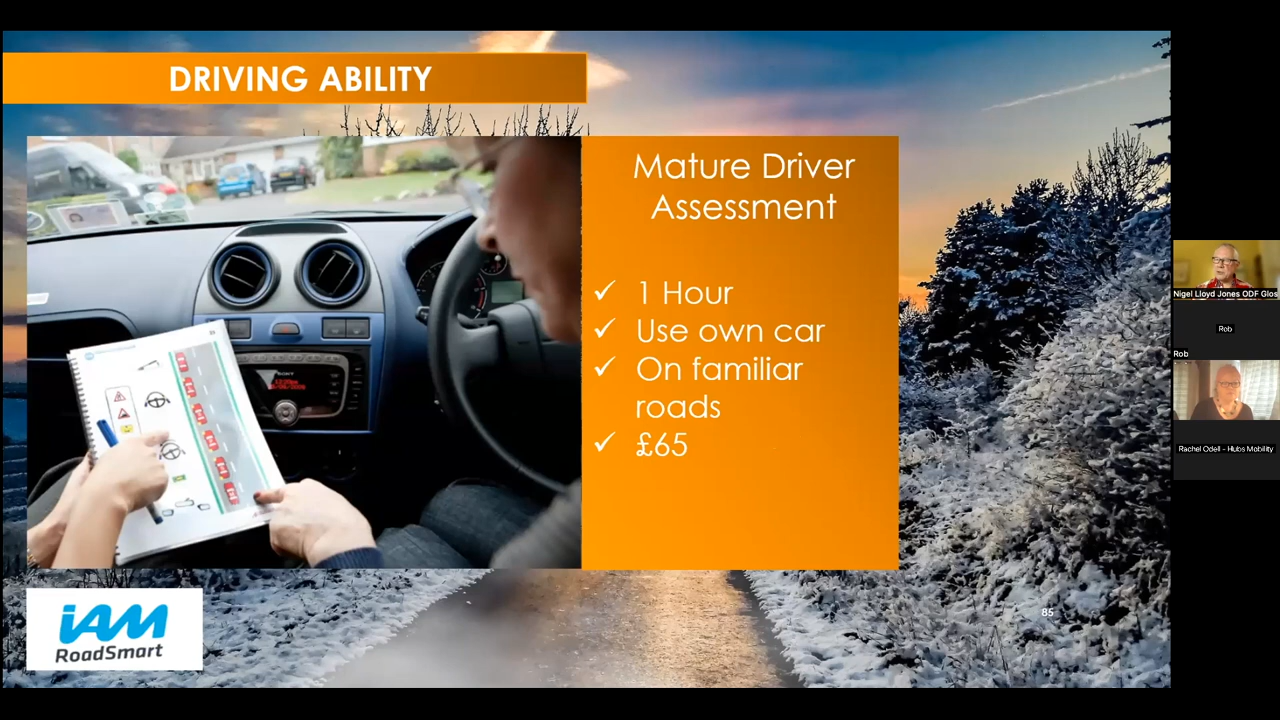 DRIVING ABILITY
Mature Driver
Assessment
✓ 1 Hour
✓ Use own car
✓ On familiar
roads
✓ £65
SONY
iAM
RoadSmart
85
Nigel Lloyd Jones ODF Glos
Rob
Rob
Rachel Odell - Hubs Mobility